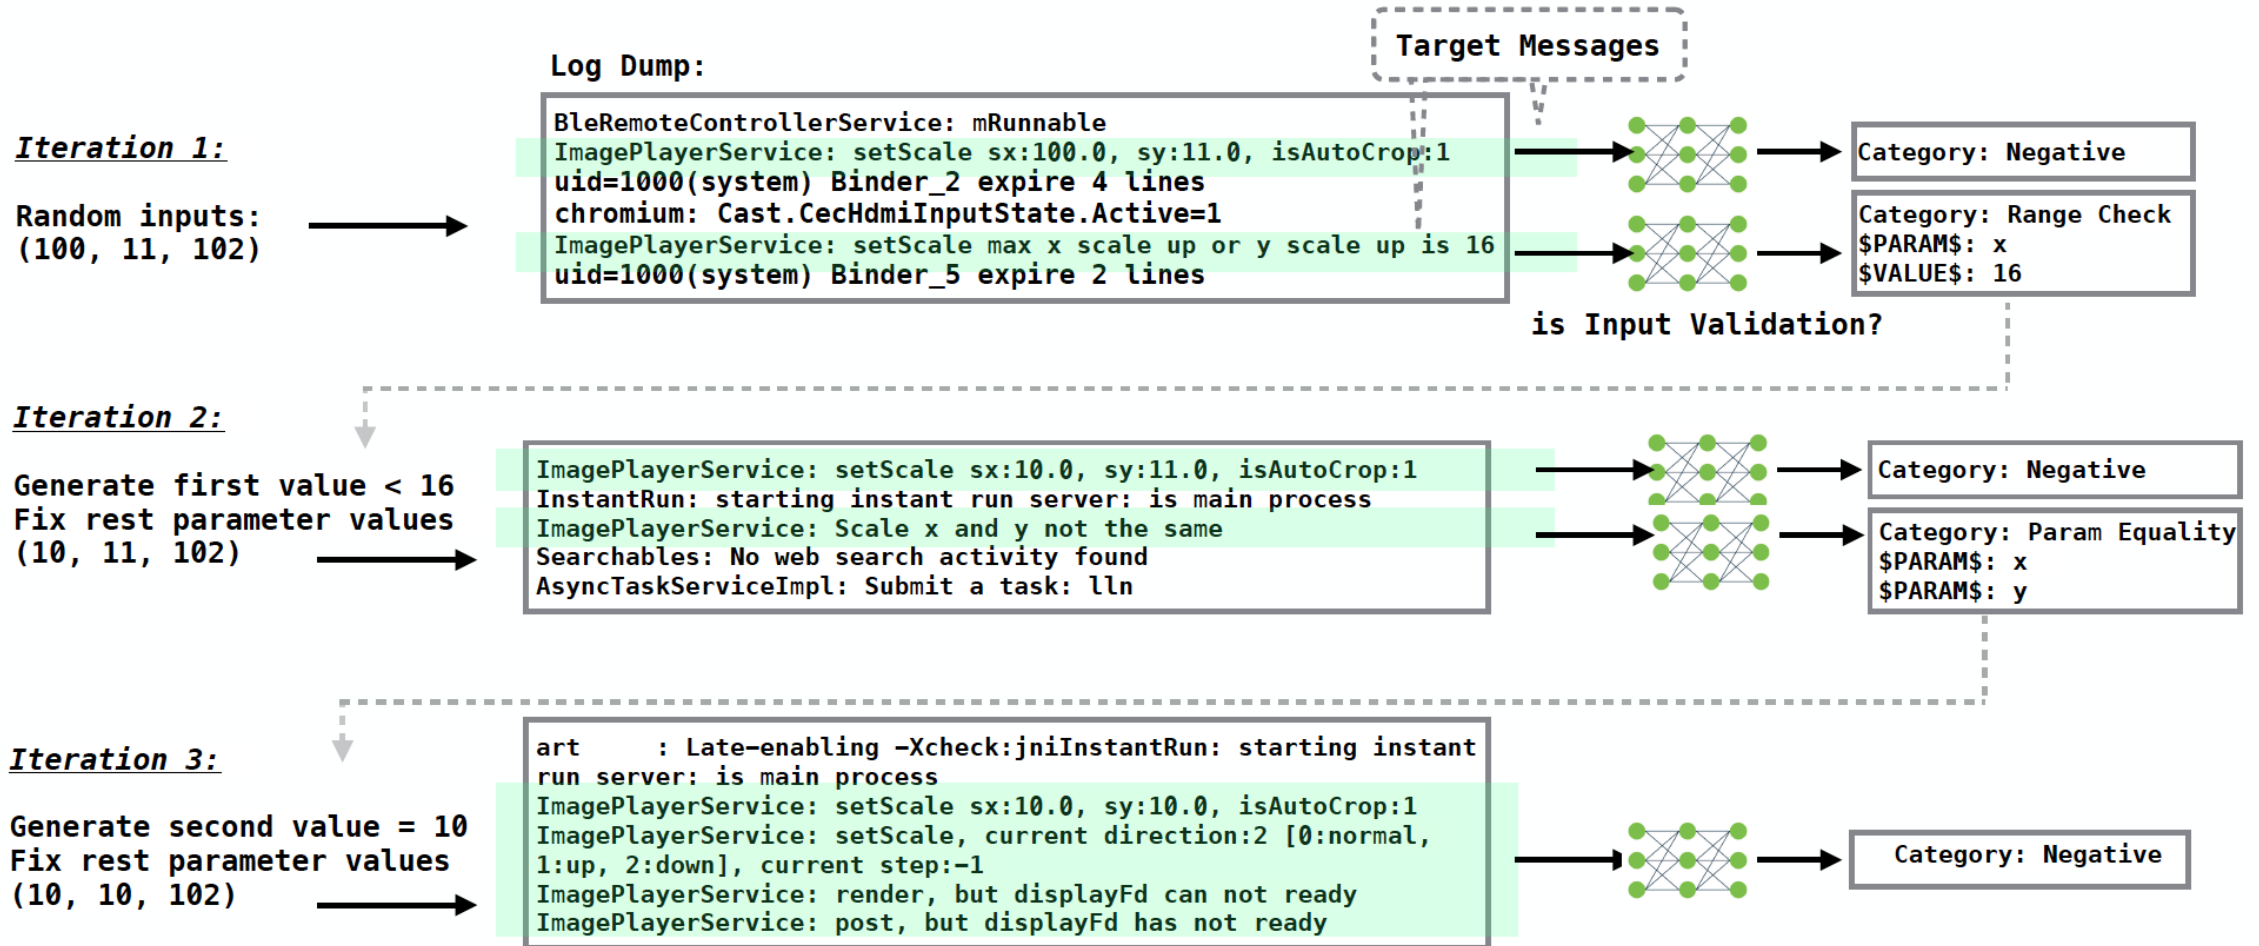 Target Messages
Log Dump:
Iteration 1:
Random inputs:
(100, 11, 102)
BleRemoteControllerService: mRunnable
ImagePlayerService: setScale sx:100.0, sy:11.0, isAutoCrop:1
uid=1000(system) Binder_2 expire 4 lines
chromium: Cast.CecHdmiInputState.Active=1
ImagePlayerService: setScale max x scale up or y scale up is 16
uid=1000(system) Binder_5 expire 2 lines
Category: Negative
Category: Range Check
$PARAM$: x
$VALUE$: 16
is Input Validation?
Iteration 2:
Generate first value < 16
Fix rest parameter values
(10, 11, 102)
ImagePlayerService: setScale sx:10.0, sy:11.0, isAutoCrop:1
InstantRun: starting instant run server: is main process
ImagePlayerService: Scale x and y not the same
Searchables: No web search activity found
AsyncTaskServiceImpl: Submit a task: lln
Category: Negative
Category: Param Equality
$PARAM$: x
$PARAM$: y
Iteration 3:
Generate second value = 10
Fix rest parameter values
(10, 10, 102)
art     : Late-enabling -Xcheck:jniInstantRun: starting instant
run server: is main process
ImagePlayerService: setScale sx:10.0, sy:10.0, isAutoCrop:1
ImagePlayerService: setScale, current direction:2 [0:normal,
1:up, 2:down], current step:-1
ImagePlayerService: render, but displayFd can not ready
ImagePlayerService: post, but displayFd has not ready
Category: Negative